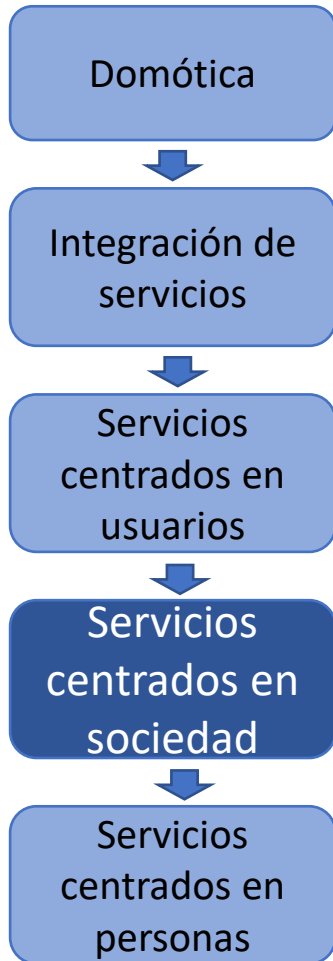 Domótica
Integración de
servicios
Servicios
centrados en
usuarios
Servicios
centrados en
sociedad
Servicios
centrados en
personas